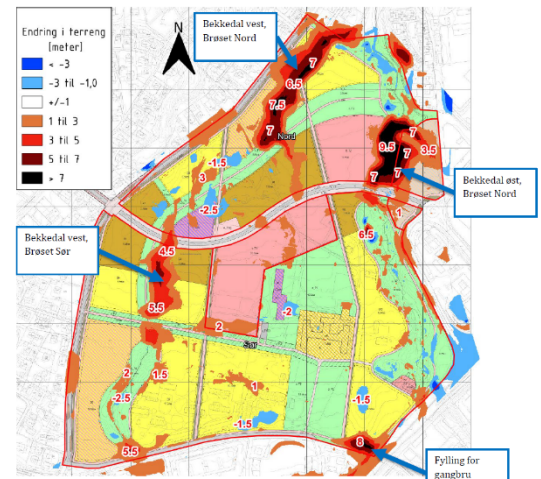 Endring i terreng
[meter]
< -3
-3 til -1,0
+/-1
1 til 3
3 til 5
5 til 7
> 7
N
Bekkedal vest,
Brøset Nord
7
6.5
7
7.5
7
Nord
-1.5
3
-2.5
7
9.5
7
3.5
7
7
Bekkedal øst,
Brøset Nord
1
6.5
Bekkedal vest,
Brøset Sør
4.5
5.5
-2
2
Sør
2
1.5
-2.5
1
-1.5
-1.5
5.5
8
Fylling for
gangbru